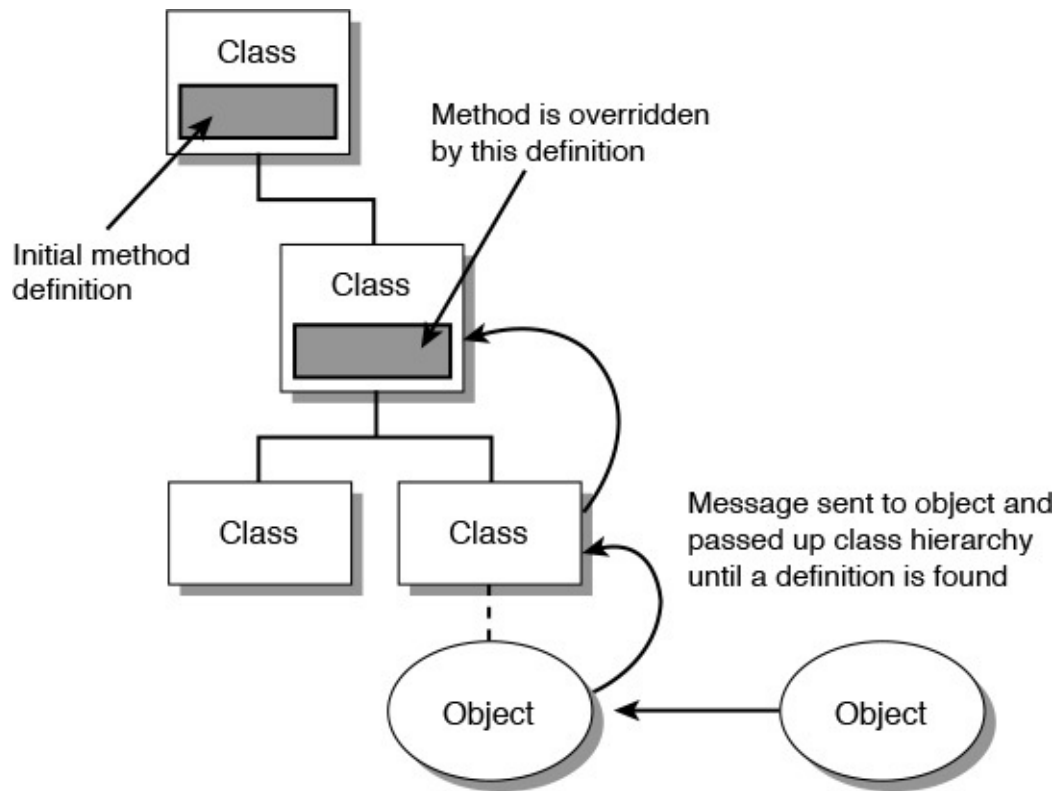 Class
Method is overridden
by this definition
Initial method
definition
Class
Class
Class
Message sent to object and
passed up class hierarchy
until a definition is found
Object
Object